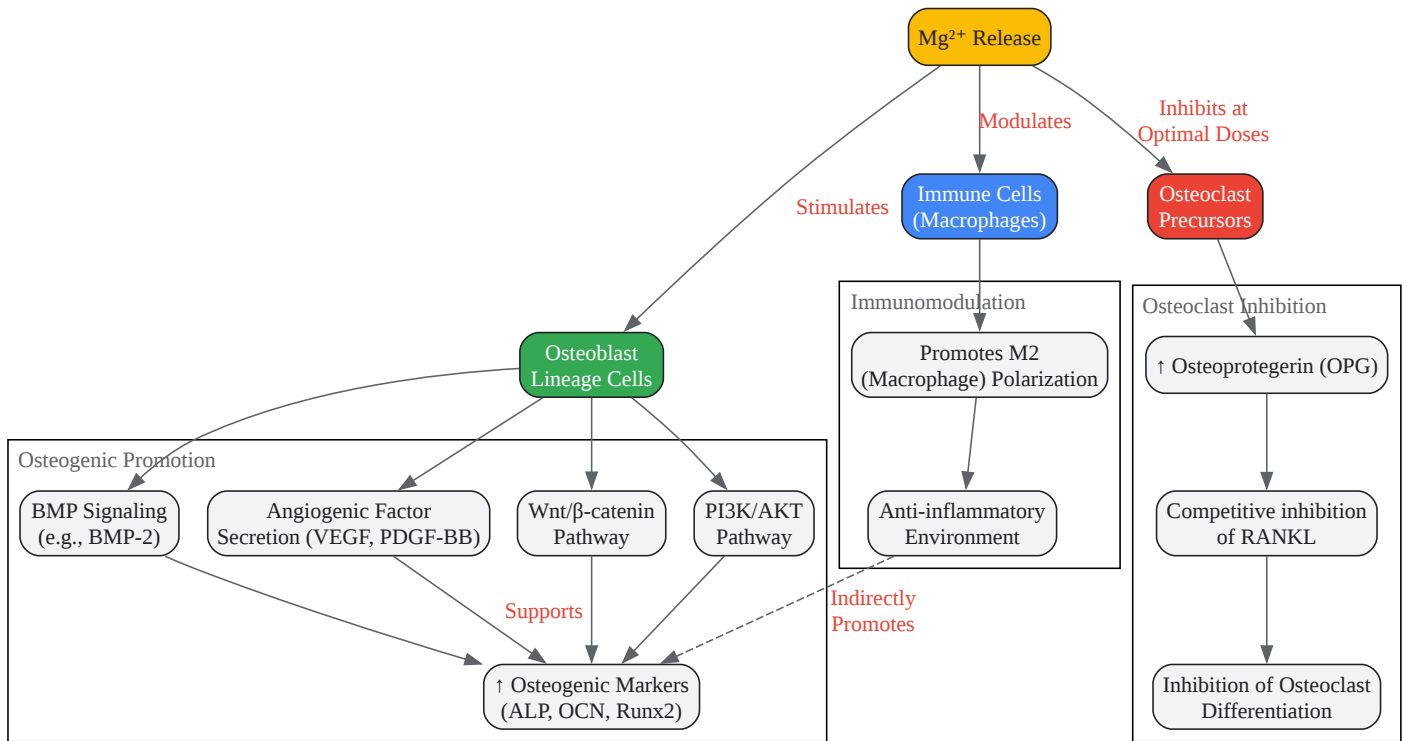 Mg²⁺ Release
Modulates
Inhibits at
Optimal Doses
Stimulates
Immune Cells
(Macrophages)
Osteoclast
Precursors
Immunomodulation
Osteoclast Inhibition
Osteoblast
Lineage Cells
Promotes M2
(Macrophage) Polarization
↑ Osteoprotegerin (OPG)
Osteogenic Promotion
BMP Signaling
(e.g., BMP-2)
Angiogenic Factor
Secretion (VEGF, PDGF-BB)
Wnt/β-catenin
Pathway
PI3K/AKT
Pathway
Anti-inflammatory
Environment
Competitive inhibition
of RANKL
Supports
Indirectly
Promotes
↑ Osteogenic Markers
(ALP, OCN, Runx2)
Inhibition of Osteoclast
Differentiation